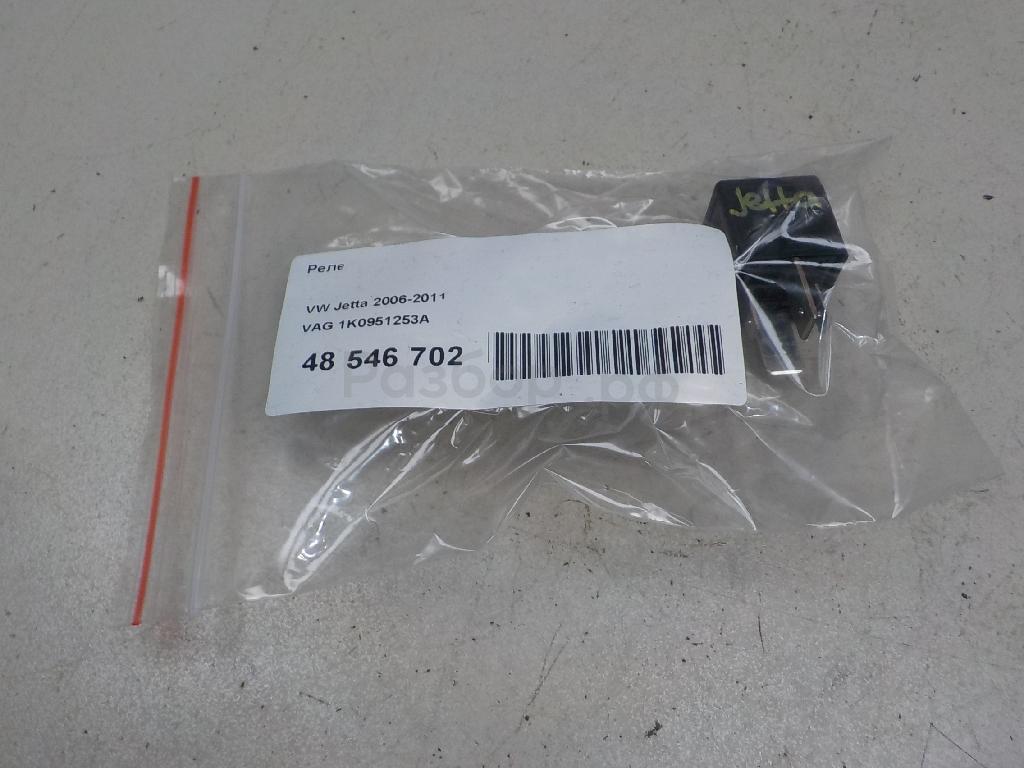 Jetta
Реле
VW Jetta 2006-2011
VAG 1K0951253A
48 546 702
Разбор.рф